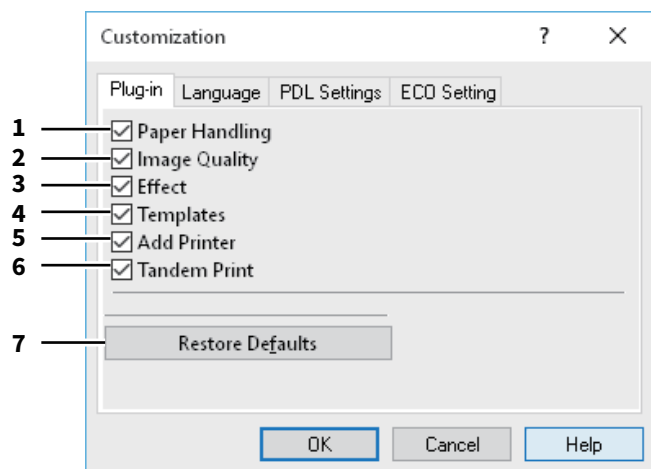 Customization ? X
Plug-in Language PDL Settings ECO Setting
1 Paper Handling
2 Image Quality
3 Effect
4 Templates
5 Add Printer
6 Tandem Print
7 Restore Defaults
OK Cancel Help